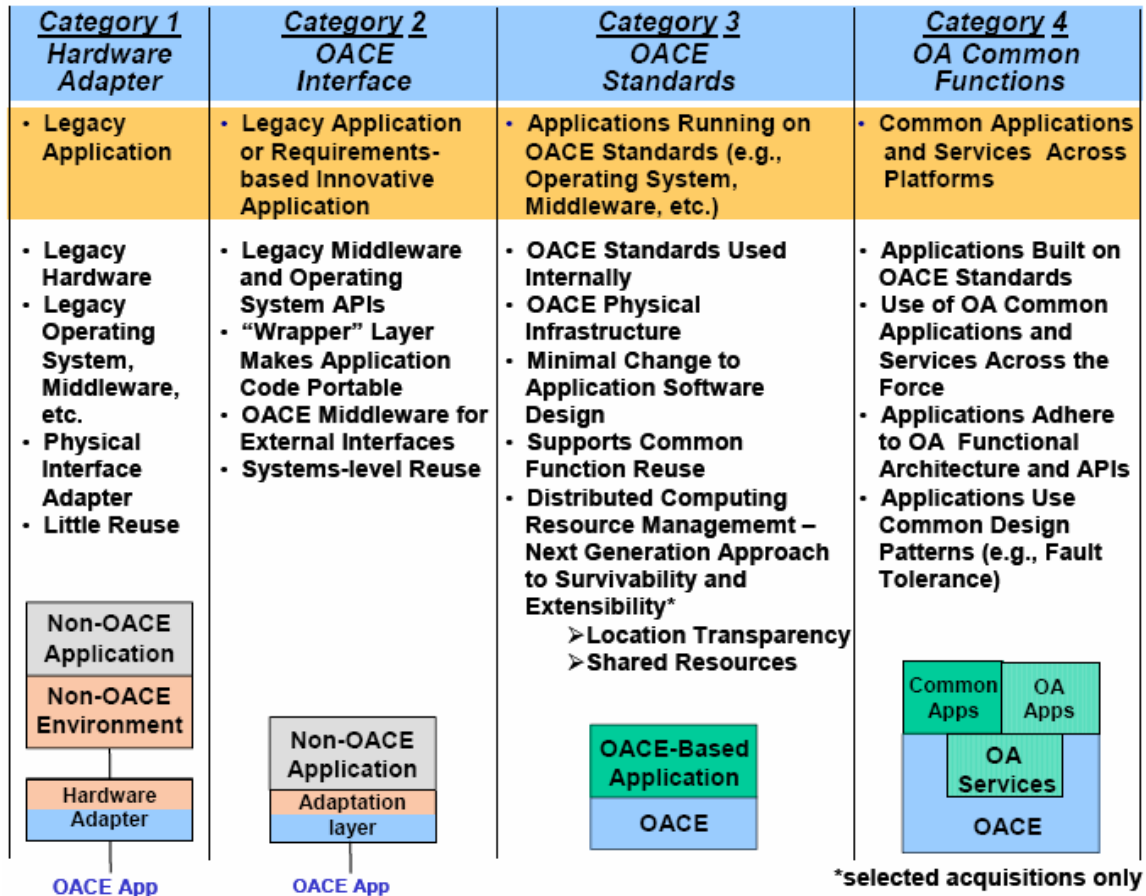 Category 1
Hardware
Adapter
• Legacy
Application
• Legacy
Hardware
• Legacy
Operating
System,
Middleware,
etc.
• Physical
Interface
Adapter
• Little Reuse
Non-OACE
Application
Non-OACE
Environment
Hardware
Adapter
OACE App
Category 2
OACE
Interface
• Legacy Application
or Requirements-
based Innovative
Application
• Legacy Middleware
and Operating
System APIs
• “Wrapper” Layer
Makes Application
Code Portable
• OACE Middleware for
External Interfaces
• Systems-level Reuse
Non-OACE
Application
Adaptation
layer
OACE App
Category 3
OACE
Standards
• Applications Running on
OACE Standards (e.g.,
Operating System,
Middleware, etc.)
• OACE Standards Used
Internally
• OACE Physical
Infrastructure
• Minimal Change to
Application Software
Design
• Supports Common
Function Reuse
• Distributed Computing
Resource Managememt –
Next Generation Approach
to Survivability and
Extensibility*
➢Location Transparency
➢Shared Resources
OACE-Based
Application
OACE
Category 4
OA Common
Functions
• Common Applications
and Services Across
Platforms
• Applications Built on
OACE Standards
• Use of OA Common
Applications and
Services Across the
Force
• Applications Adhere
to OA Functional
Architecture and APIs
• Applications Use
Common Design
Patterns (e.g., Fault
Tolerance)
Common
Apps
OA
Apps
OA
Services
OACE
*selected acquisitions only